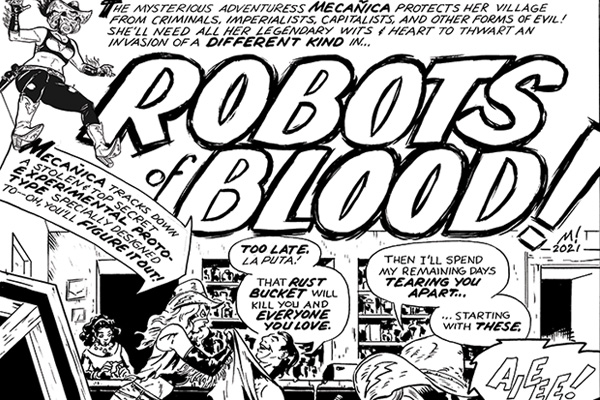 THE MYSTERIOUS ADVENTURESS MECAÑICA PROTECTS HER VILLAGE
FROM CRIMINALS, IMPERIALISTS, CAPITALISTS, AND OTHER FORMS OF EVIL!
SHE'LL NEED ALL HER LEGENDARY WITS & HEART TO THWART AN
INVASION OF A DIFFERENT KIND IN...
ROBOTS
of BLOOD!
M!
2021
MECAÑICA TRACKS DOWN
A STOLEN TOP SECRET
EXPERIMENTAL PROTO-
TYPE SPECIALLY DESIGNED
TO--OH, YOU'LL FIGURE IT OUT!
TOO LATE,
LA PUTA!
THAT RUST
BUCKET WILL
KILL YOU AND
EVERYONE
YOU LOVE.
THEN I'LL SPEND
MY REMAINING DAYS
TEARING YOU
APART...
...STARTING
WITH THESE.
AIEEE
EEE!